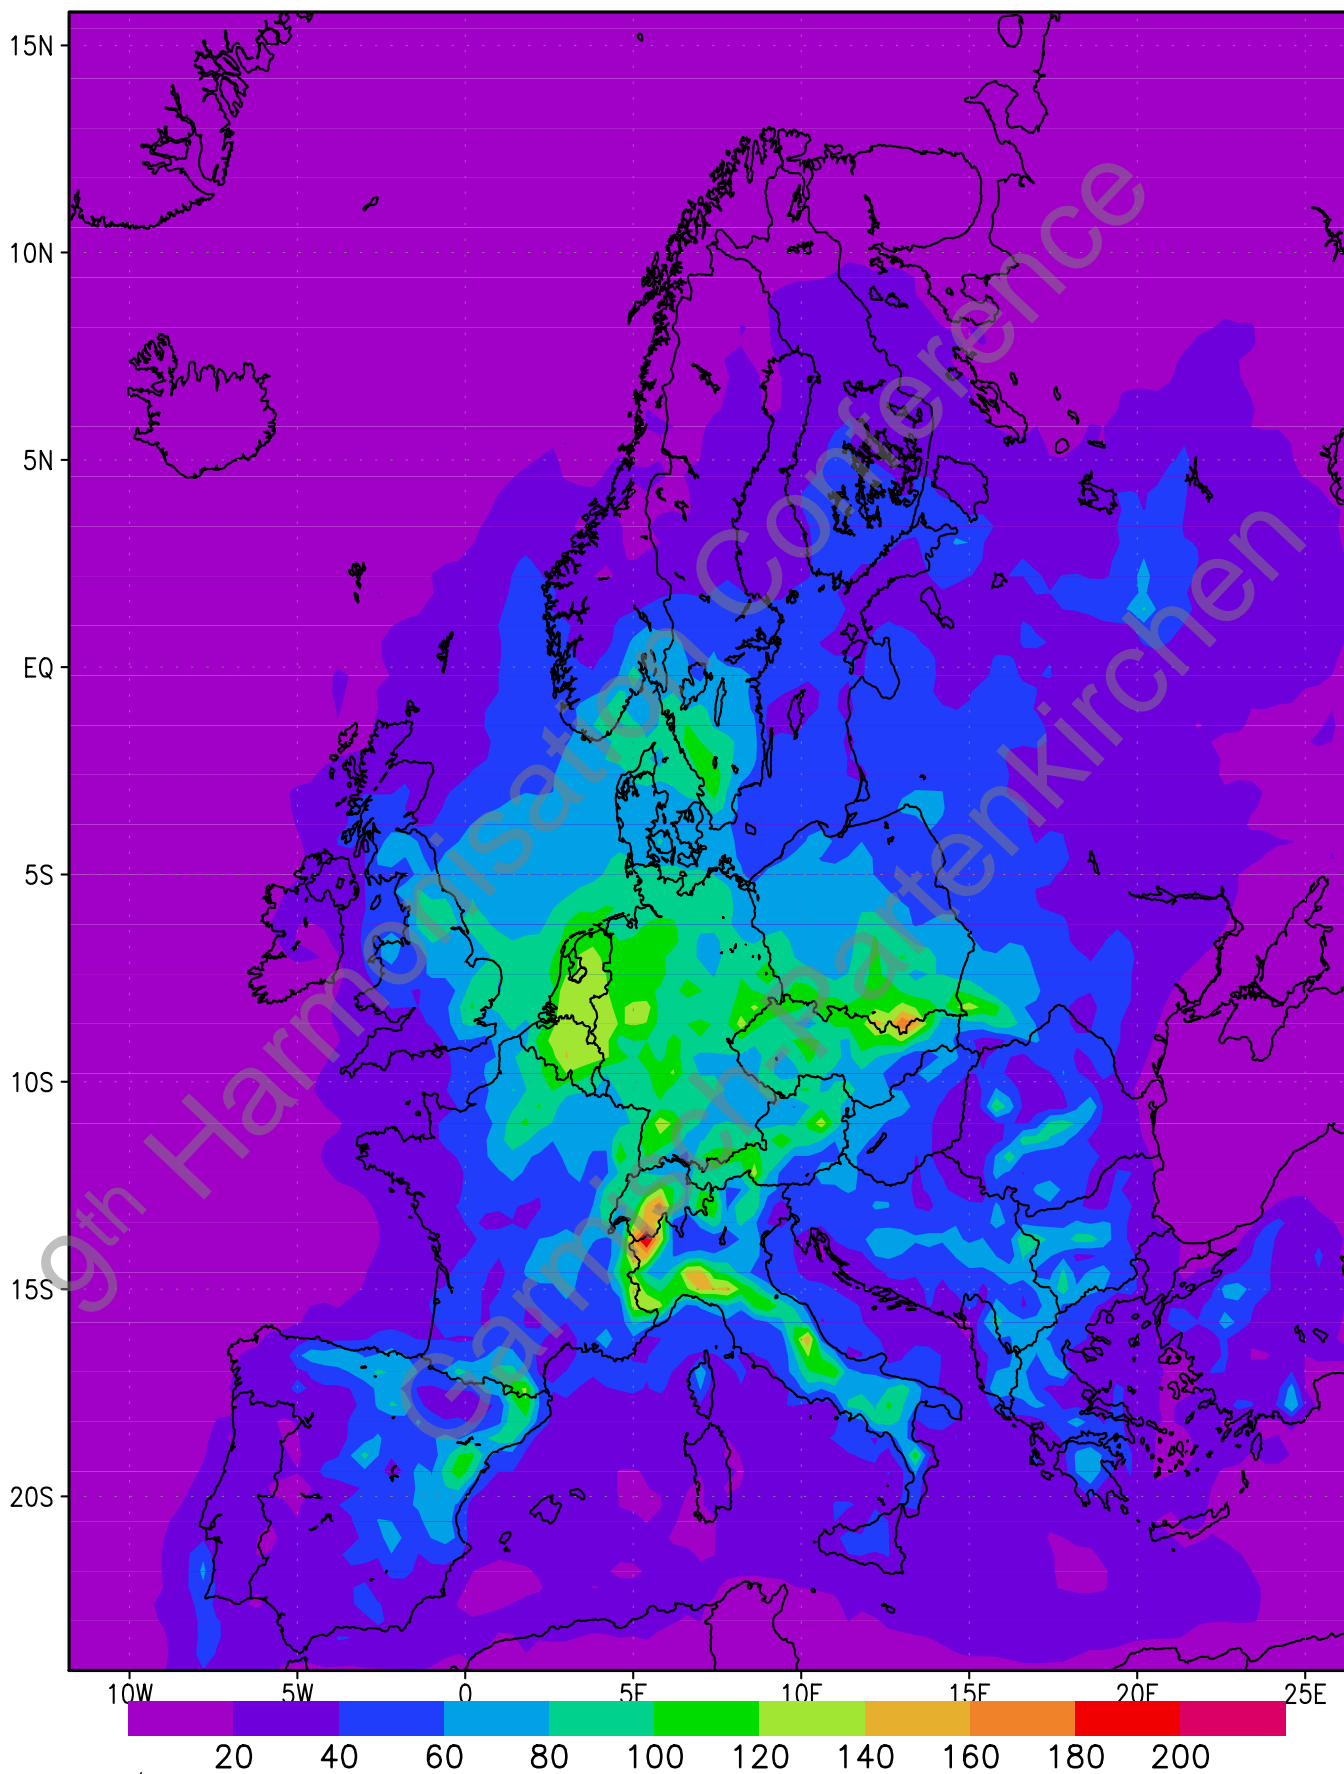 15N
10N
5N
EQ
5S
10S
15S
20S
10W 5W 0 5E 10E 15E 20E 25E
20 40 60 80 100 120 140 160 180 200
9th Harmonisation Conference
Garmisch-Partenkirchen